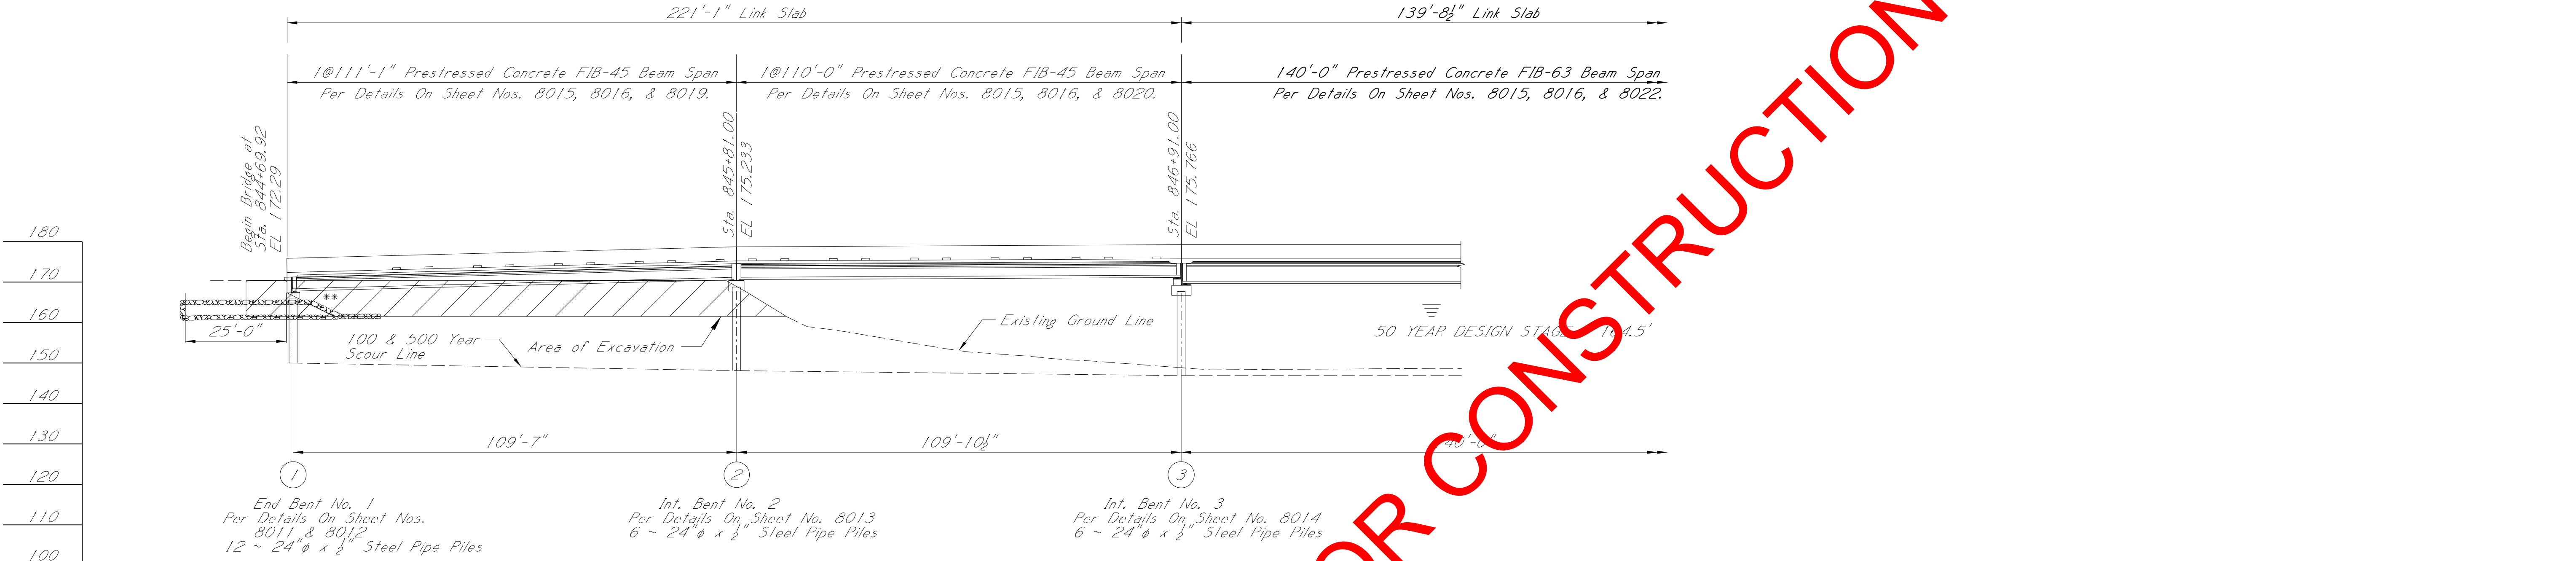 221'-1" Link Slab
139'-8½" Link Slab
1@111'-1" Prestressed Concrete FIB-45 Beam Span
Per Details On Sheet Nos. 8015, 8016, & 8019.
1@110'-0" Prestressed Concrete FIB-45 Beam Span
Per Details On Sheet Nos. 8015, 8016, & 8020.
140'-0" Prestressed Concrete FIB-63 Beam Span
Per Details On Sheet Nos. 8015, 8016, & 8022.
Begin Bridge at
Sta. 844+69.92
EL 172.29
Sta. 845+81.00
EL 175.233
Sta. 846+91.00
EL 175.766
180
170
160
150
140
130
120
110
100
**
25'-0"
100 & 500 Year
Scour Line
Area of Excavation
Existing Ground Line
50 YEAR DESIGN STAGE
109'-7"
109'-10½"
1
2
3
End Bent No. 1
Per Details On Sheet Nos.
8011 & 8012
12 ~ 24"ø x ½" Steel Pipe Piles
Int. Bent No. 2
Per Details On Sheet No. 8013
6 ~ 24"ø x ½" Steel Pipe Piles
Int. Bent No. 3
Per Details On Sheet No. 8014
6 ~ 24"ø x ½" Steel Pipe Piles
OR CONSTRUCTION